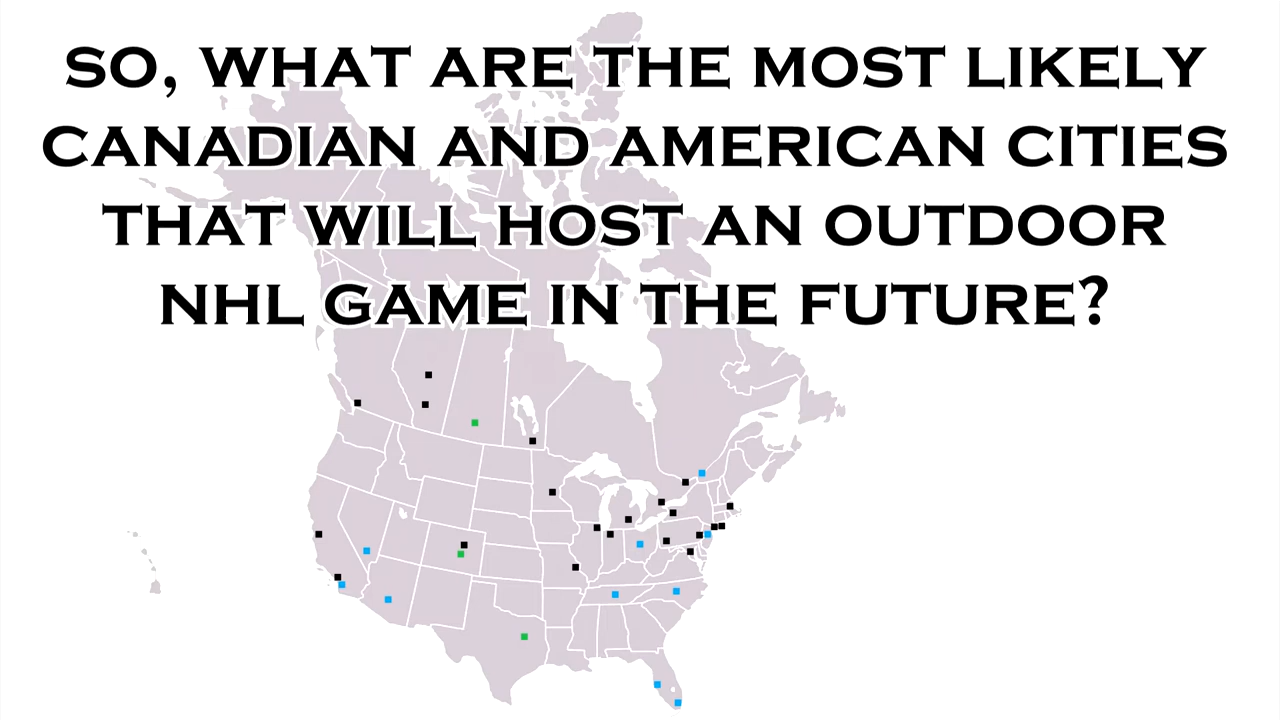 SO, WHAT ARE THE MOST LIKELY
CANADIAN AND AMERICAN CITIES
THAT WILL HOST AN OUTDOOR
NHL GAME IN THE FUTURE?